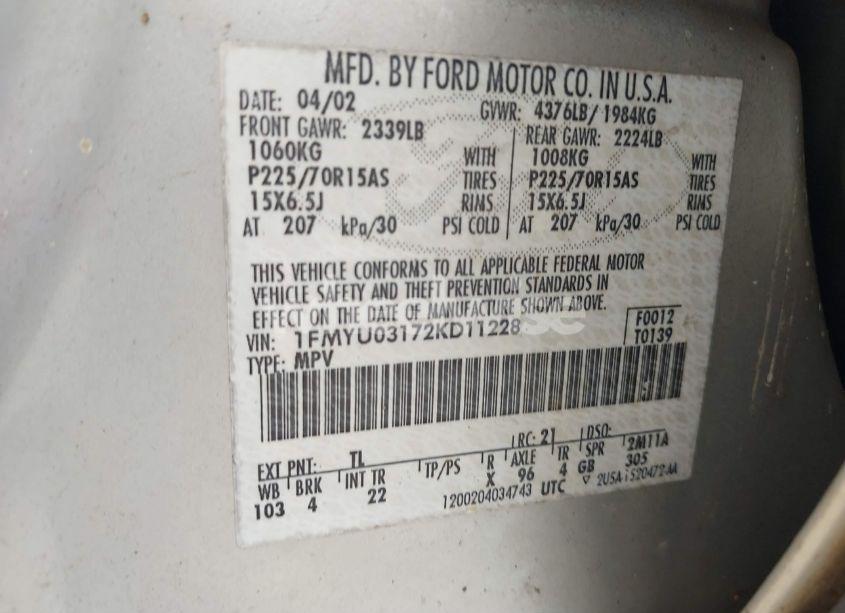 MFD. BY FORD MOTOR CO. IN U.S.A.
DATE: 04/02 GVWR: 4376LB/ 1984KG
FRONT GAWR: 2339LB REAR GAWR: 2224LB
1060KG WITH 1008KG WITH
P225/70R15AS TIRES P225/70R15AS TIRES
15X6.5J RIMS 15X6.5J RIMS
AT 207 kPa/30 PSI COLD AT 207 kPa/30 PSI COLD
THIS VEHICLE CONFORMS TO ALL APPLICABLE FEDERAL MOTOR
VEHICLE SAFETY AND THEFT PREVENTION STANDARDS IN
EFFECT ON THE DATE OF MANUFACTURE SHOWN ABOVE.
VIN: 1FMYU03172KD11228 F0012
TYPE: MPV T0139
EXT PNT: TL RC: 21 DSO:
WB BRK INT TR TP/PS R AXLE TR SPR 2M11A
103 4 22 X 96 4 GB 305
1200204034743 UTC